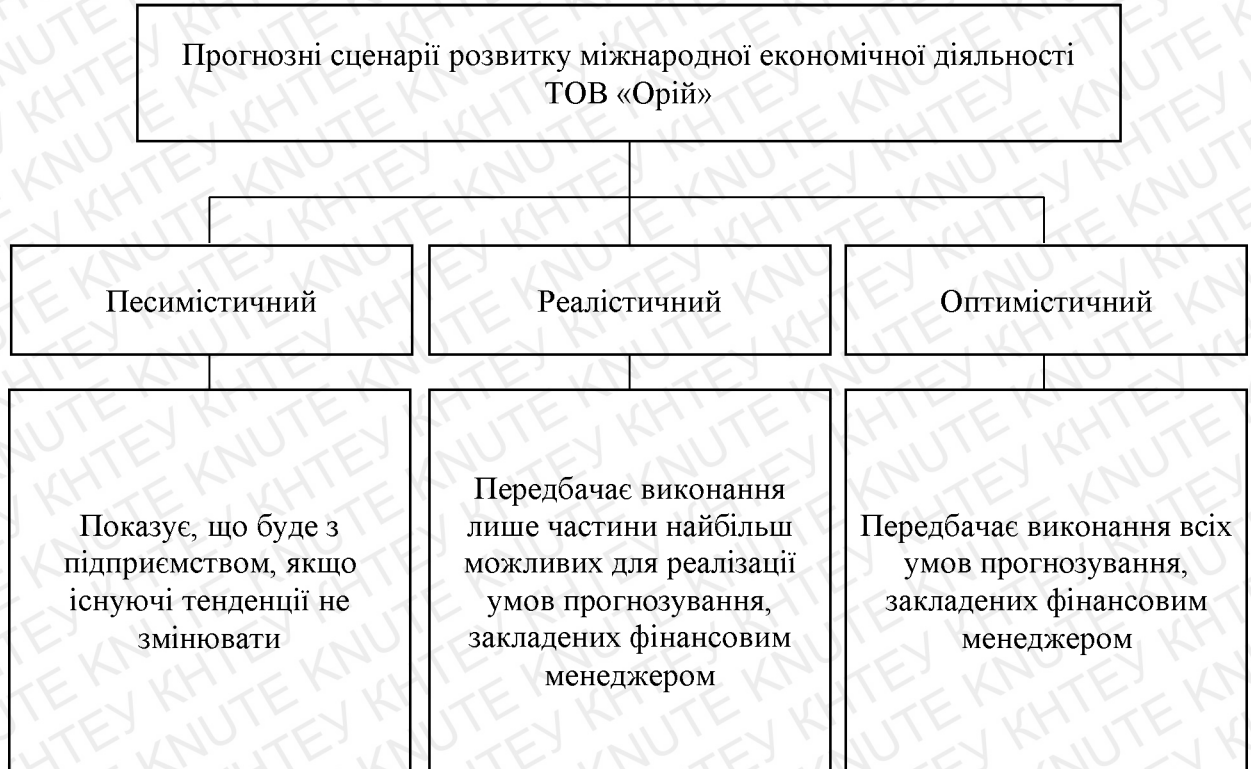 Прогнозні сценарії розвитку міжнародної економічної діяльності
ТОВ «Орій»
Песимістичний
Реалістичний
Оптимістичний
Показує, що буде з
підприємством, якщо
існуючі тенденції не
змінювати
Передбачає виконання
лише частини найбільш
можливих для реалізації
умов прогнозування,
закладених фінансовим
менеджером
Передбачає виконання всіх
умов прогнозування,
закладених фінансовим
менеджером